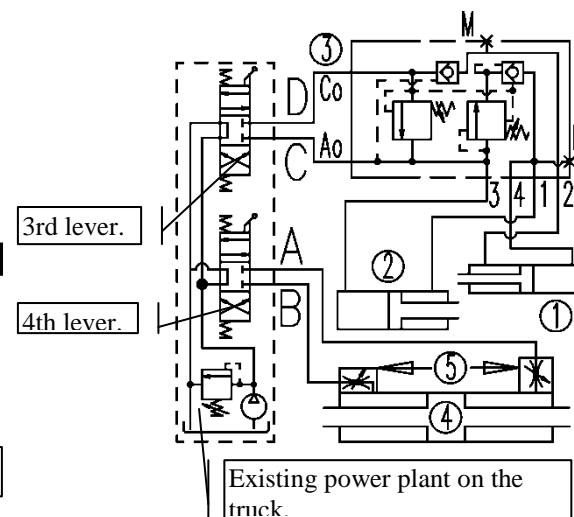 M
③
D
Co
C
Ao
3 4 1 2
3rd lever.
A
②
①
4th lever.
B
⑤
④
Existing power plant on the
truck.